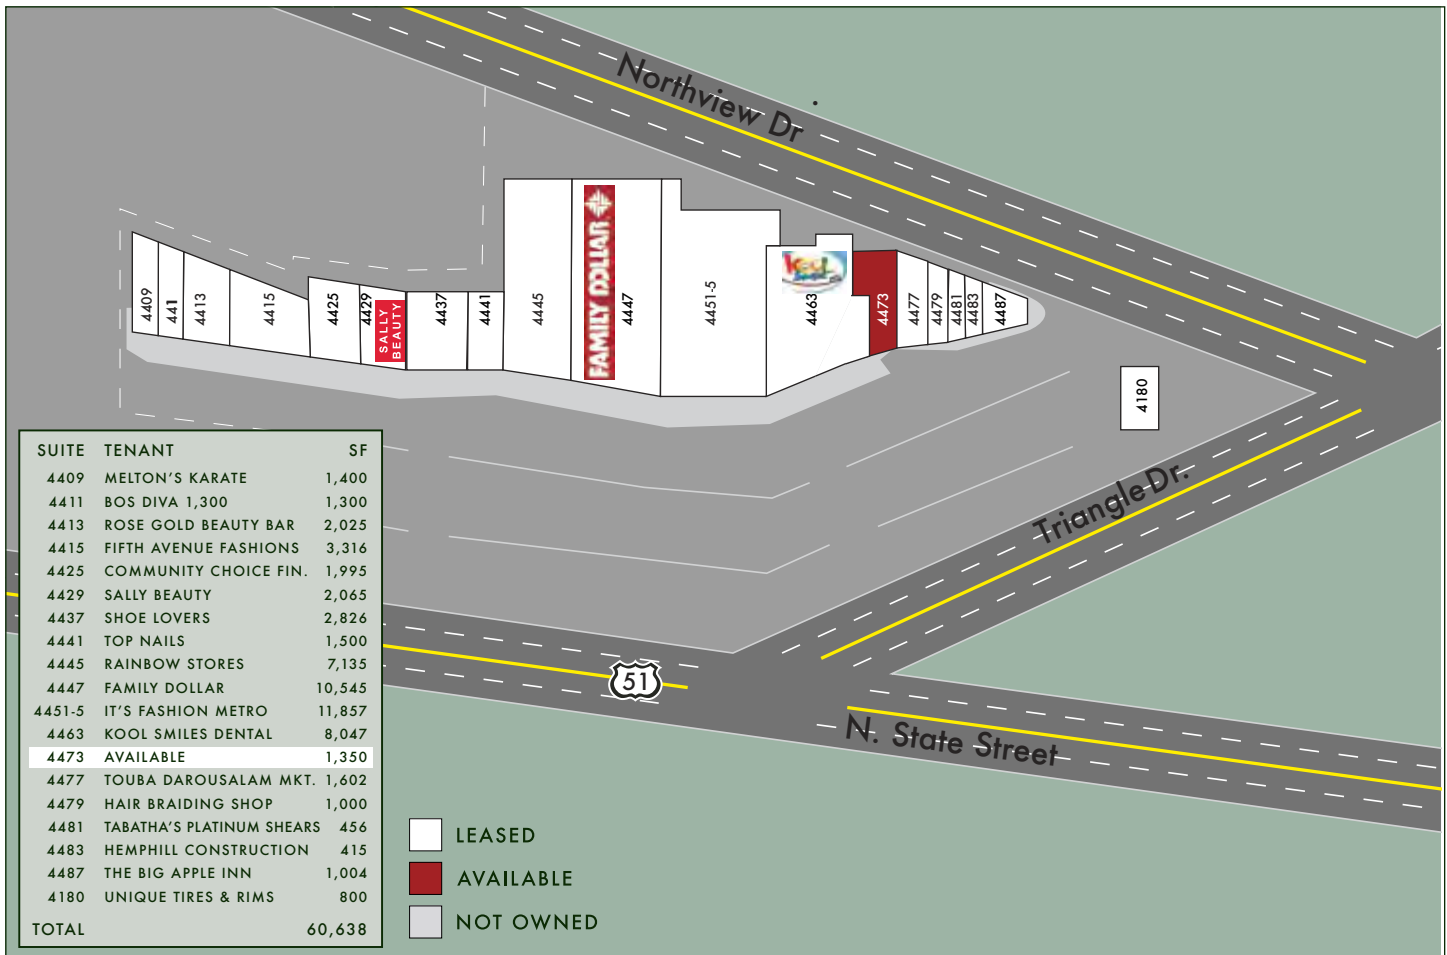 Northview Dr
4409
441
4413
4415
4425
4429
SALLY
BEAUTY
4437
4441
4445
FAMILY DOLLAR
4447
4451-5
KOOL
4463
4473
4477
4479
4481
4483
4487
4180
Triangle Dr.
51
N. State Street
SUITE TENANT SF
4409 MELTON'S KARATE 1,400
4411 BOS DIVA 1,300 1,300
4413 ROSE GOLD BEAUTY BAR 2,025
4415 FIFTH AVENUE FASHIONS 3,316
4425 COMMUNITY CHOICE FIN. 1,995
4429 SALLY BEAUTY 2,065
4437 SHOE LOVERS 2,826
4441 TOP NAILS 1,500
4445 RAINBOW STORES 7,135
4447 FAMILY DOLLAR 10,545
4451-5 IT'S FASHION METRO 11,857
4463 KOOL SMILES DENTAL 8,047
4473 AVAILABLE 1,350
4477 TOUBA DAROUSALAM MKT. 1,602
4479 HAIR BRAIDING SHOP 1,000
4481 TABATHA'S PLATINUM SHEARS 456
4483 HEMPHILL CONSTRUCTION 415
4487 THE BIG APPLE INN 1,004
4180 UNIQUE TIRES & RIMS 800
TOTAL 60,638
LEASED
AVAILABLE
NOT OWNED